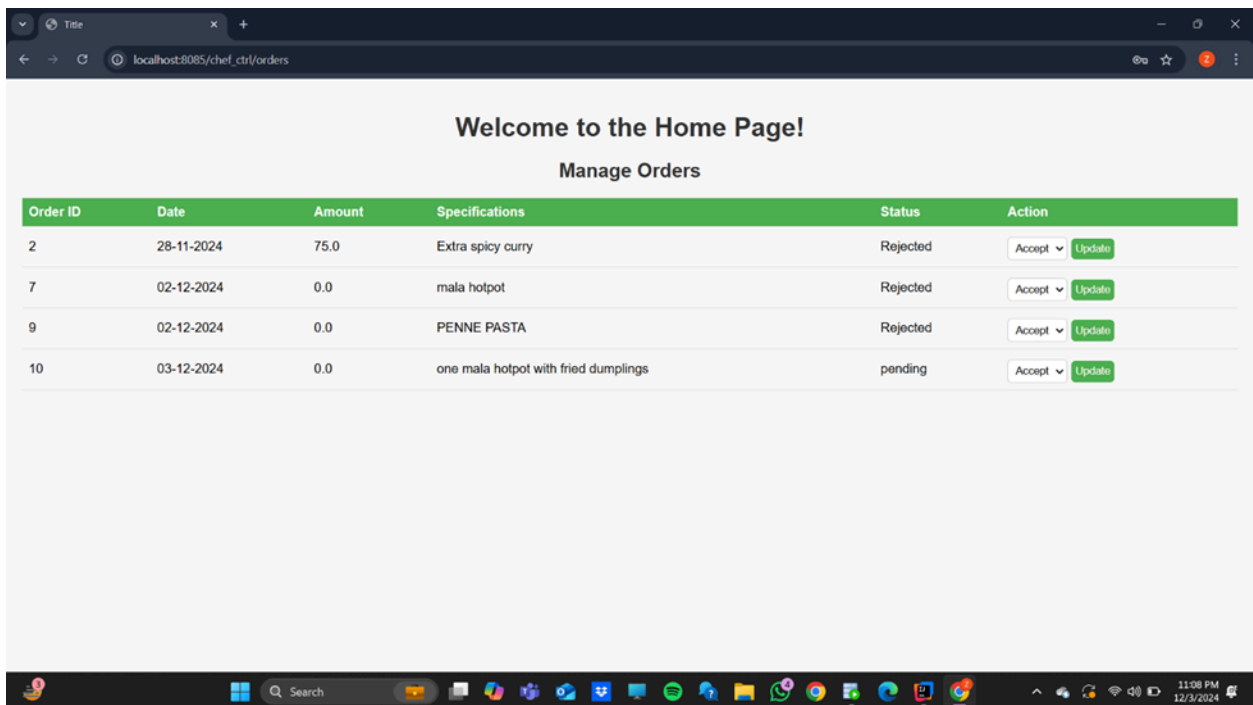 Title
localhost:8085/chef_ctrl/orders
Z
Welcome to the Home Page!
Manage Orders
Order ID Date Amount Specifications Status Action
2 28-11-2024 75.0 Extra spicy curry Rejected Accept Update
7 02-12-2024 0.0 mala hotpot Rejected Accept Update
9 02-12-2024 0.0 PENNE PASTA Rejected Accept Update
10 03-12-2024 0.0 one mala hotpot with fried dumplings pending Accept Update
3 Search 4 11:08 PM
12/3/2024